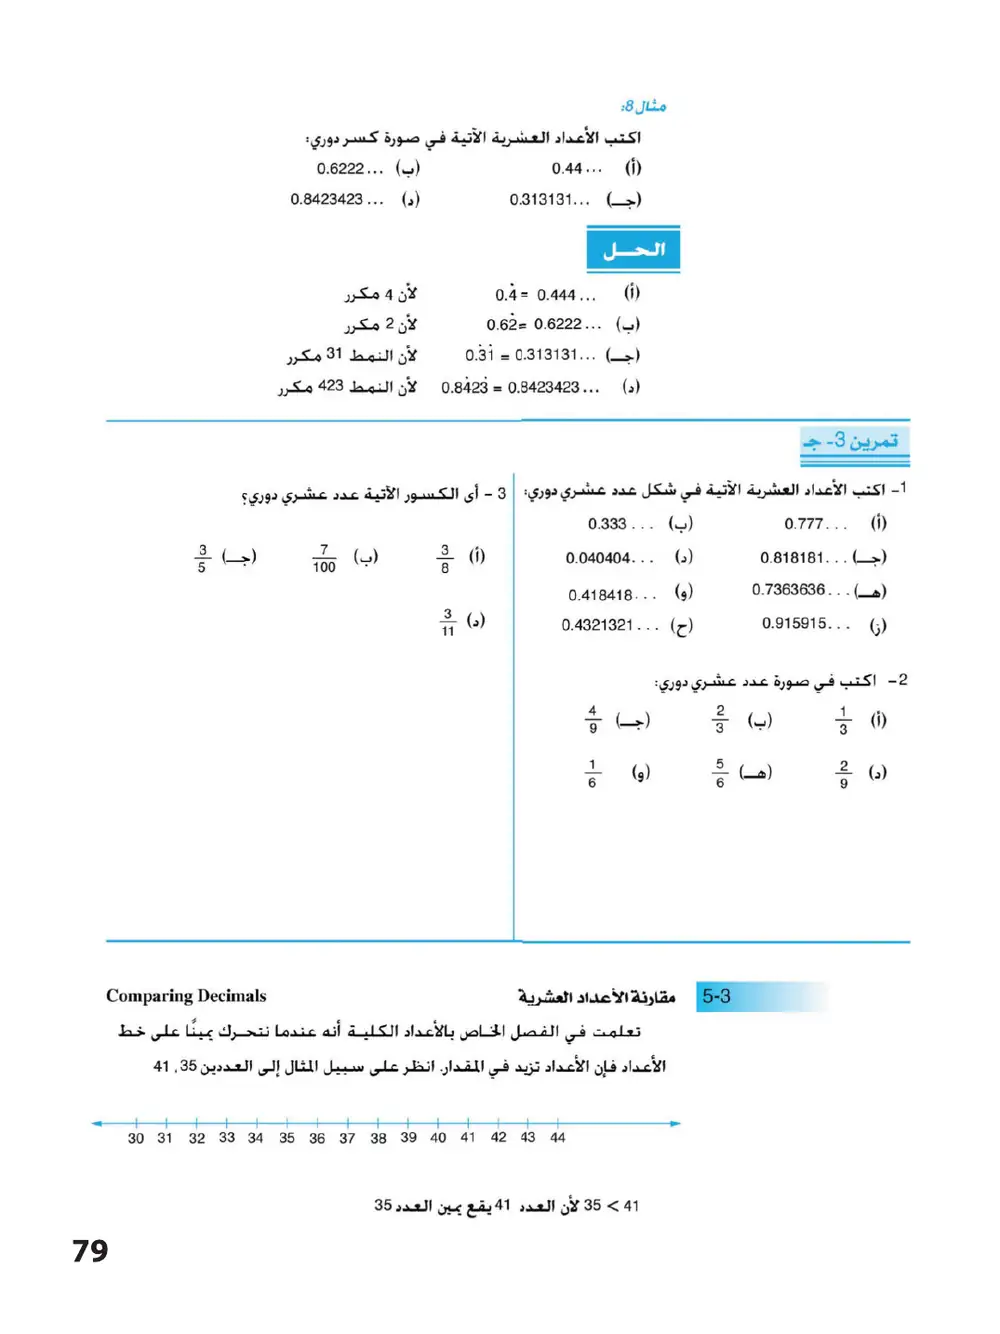 مثال 8:
اكتب الأعداد العشرية الآتية في صورة كسر دوري:
(أ) 0.44... (ب) 0.6222...
(جـ) 0.313131... (د) 0.8423423...
الحــل
(أ) 0.4̇ = 0.444... لأن 4 مكرر
(ب) 0.62̇ = 0.6222... لأن 2 مكرر
(جـ) 0.3̇1̇ = 0.313131... لأن النمط 31 مكرر
(د) 0.84̇23̇ = 0.8423423... لأن النمط 423 مكرر
تمرين 3- جـ
1- اكتب الأعداد العشرية الآتية في شكل عدد عشري دوري:
(أ) 0.777... (ب) 0.333...
(جـ) 0.818181... (د) 0.040404...
(هـ) 0.7363636... (و) 0.418418...
(ز) 0.915915... (ح) 0.4321321...
2- اكتب في صورة عدد عشري دوري:
(أ) 1/3 (ب) 2/3 (جـ) 4/9
(د) 2/9 (هـ) 5/6 (و) 1/6
3 - أى الكسور الآتية عدد عشري دوري؟
(أ) 3/8 (ب) 7/100 (جـ) 3/5
(د) 3/11
5-3 مقارنة الأعداد العشرية Comparing Decimals
تعلمت في الفصل الخاص بالأعداد الكلية أنه عندما نتحرك يمينًا على خط
الأعداد فإن الأعداد تزيد في المقدار. انظر على سبيل المثال إلى العددين 35 , 41
30 31 32 33 34 35 36 37 38 39 40 41 42 43 44
41 > 35 لأن العدد 41 يقع يمين العدد 35
79